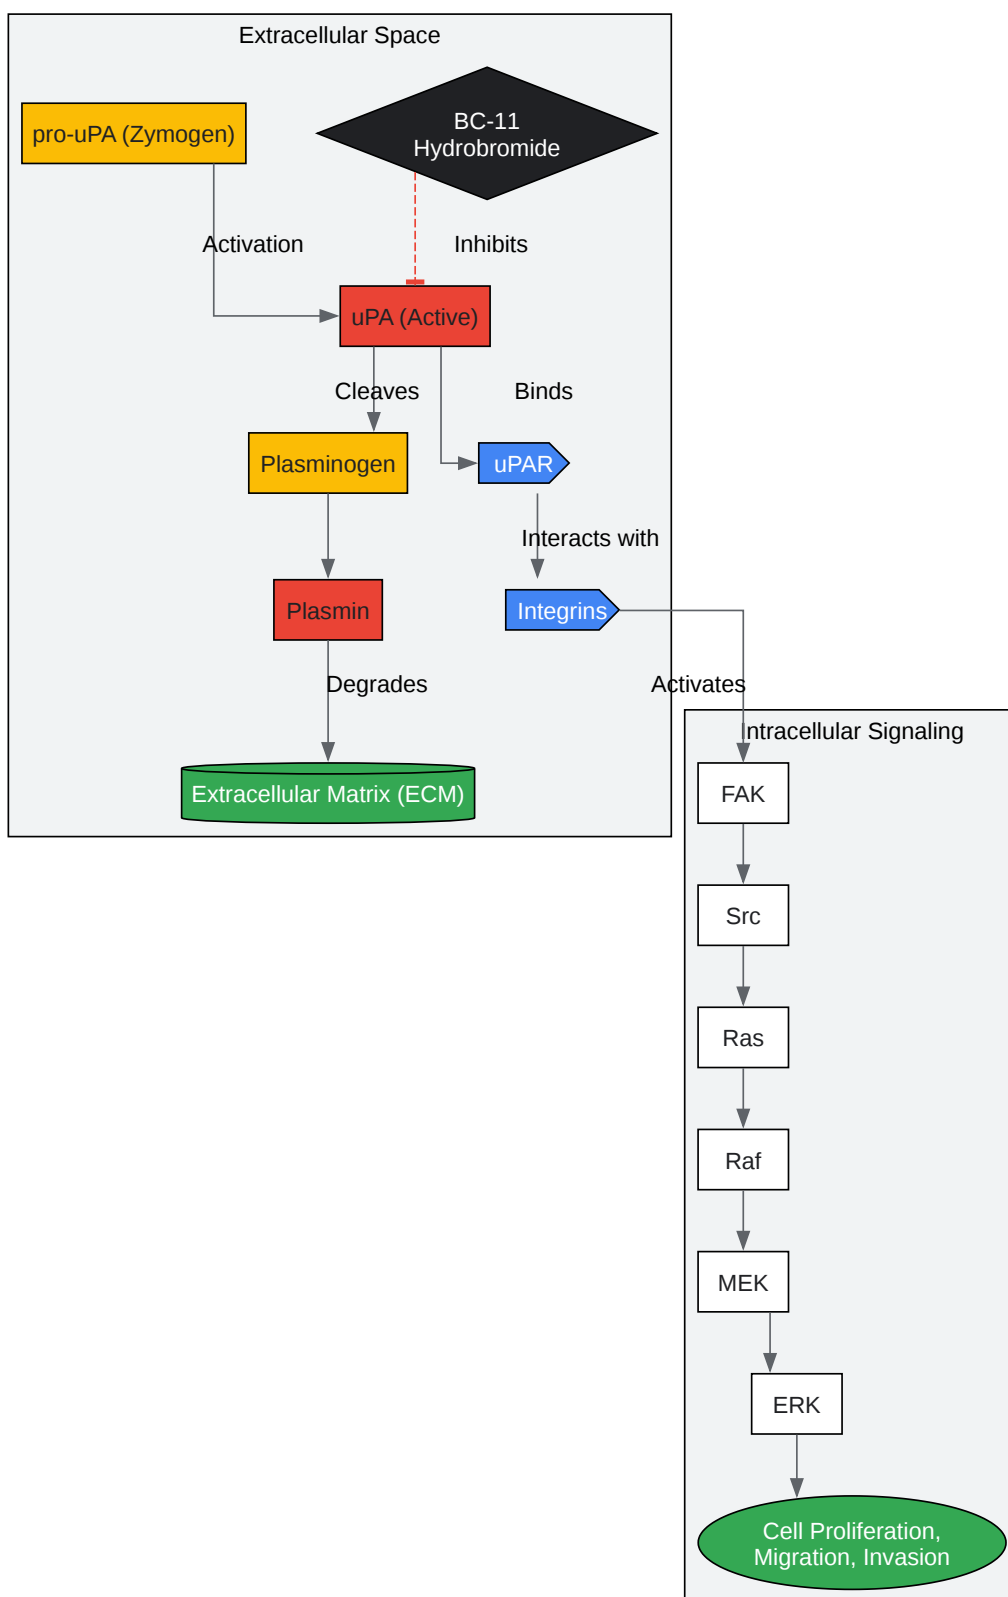 Extracellular Space
pro-uPA (Zymogen)
BC-11
Hydrobromide
Activation
Inhibits
uPA (Active)
Cleaves
Binds
Plasminogen
uPAR
Interacts with
Plasmin
Integrins
Degrades
Activates
Intracellular Signaling
Extracellular Matrix (ECM)
FAK
Src
Ras
Raf
MEK
ERK
Cell Proliferation,
Migration, Invasion